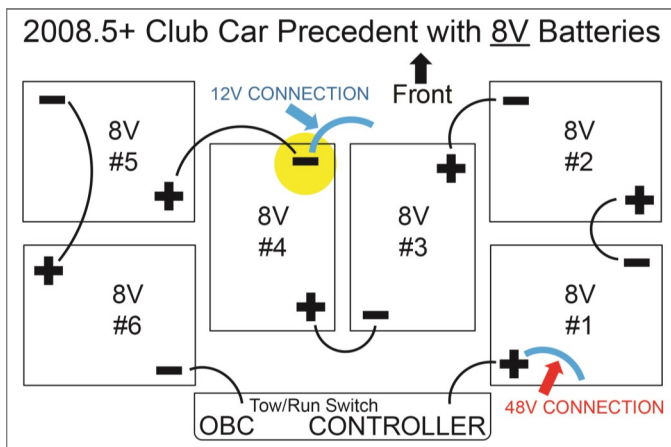 2008.5+ Club Car Precedent with 8V Batteries
12V CONNECTION
Front
8V
#5
8V
#4
8V
#3
8V
#2
8V
#6
8V
#1
Tow/Run Switch
OBC CONTROLLER
48V CONNECTION